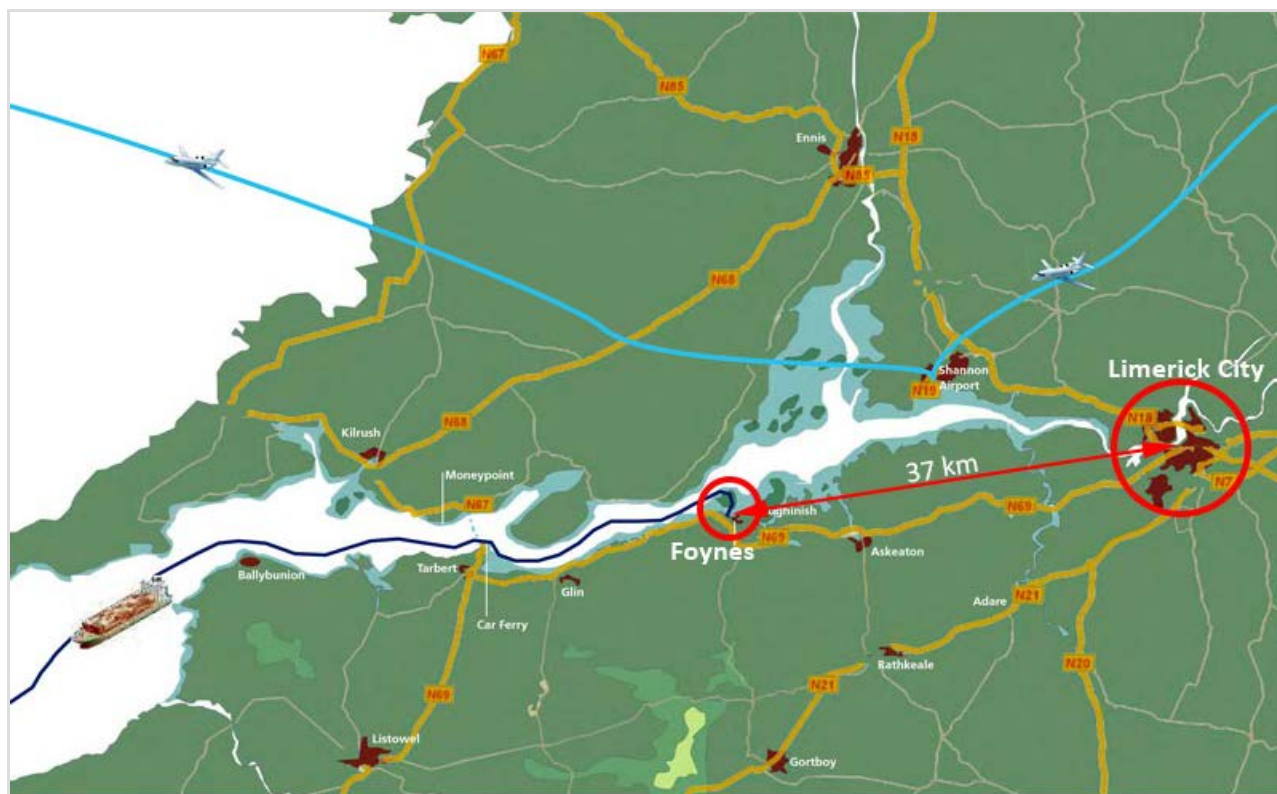 N67
N85
N18
Ennis
N85
N68
Shannon
Airport
N19
Limerick City
N18
N7
N68
Kilrush
Moneypoint
N67
37 km
N69
ughinish
Foynes
N69
Askeaton
Ballybunion
Tarbert
Glin
Car Ferry
Adare
N21
Rathkeale
N20
N69
N21
Listowel
Gortboy